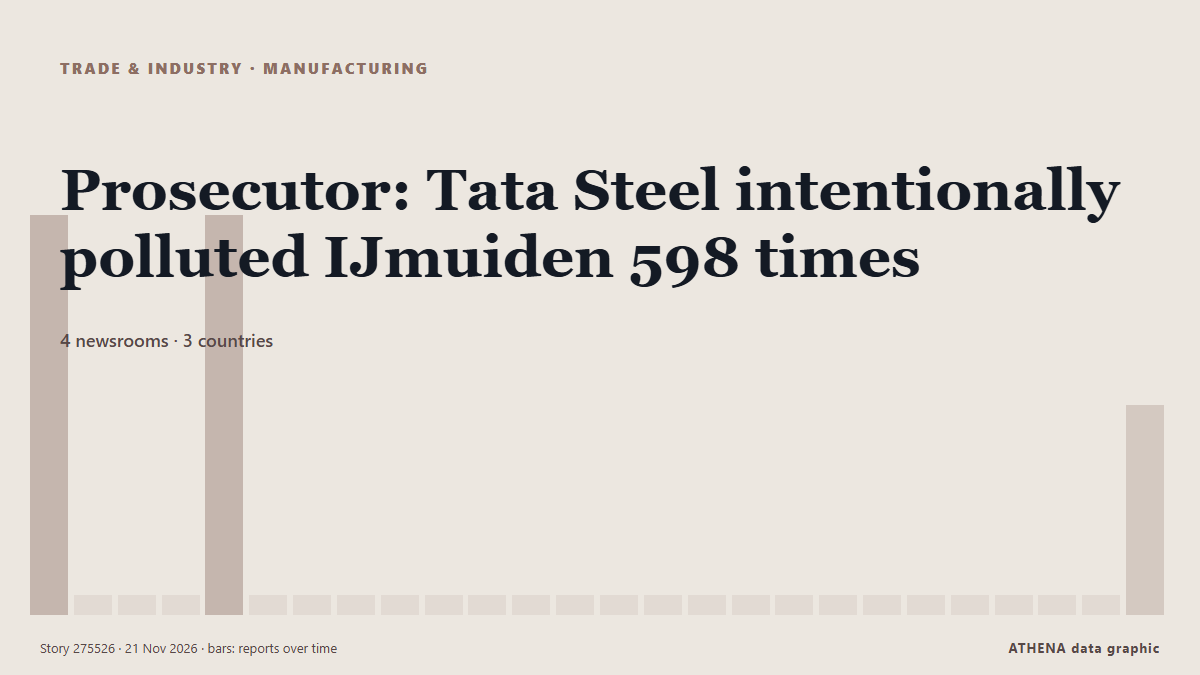 TRADE & INDUSTRY · MANUFACTURING
Prosecutor: Tata Steel intentionally
polluted IJmuiden 598 times
4 newsrooms · 3 countries
Story 275526 · 21 Nov 2026 · bars: reports over time
ATHENA data graphic